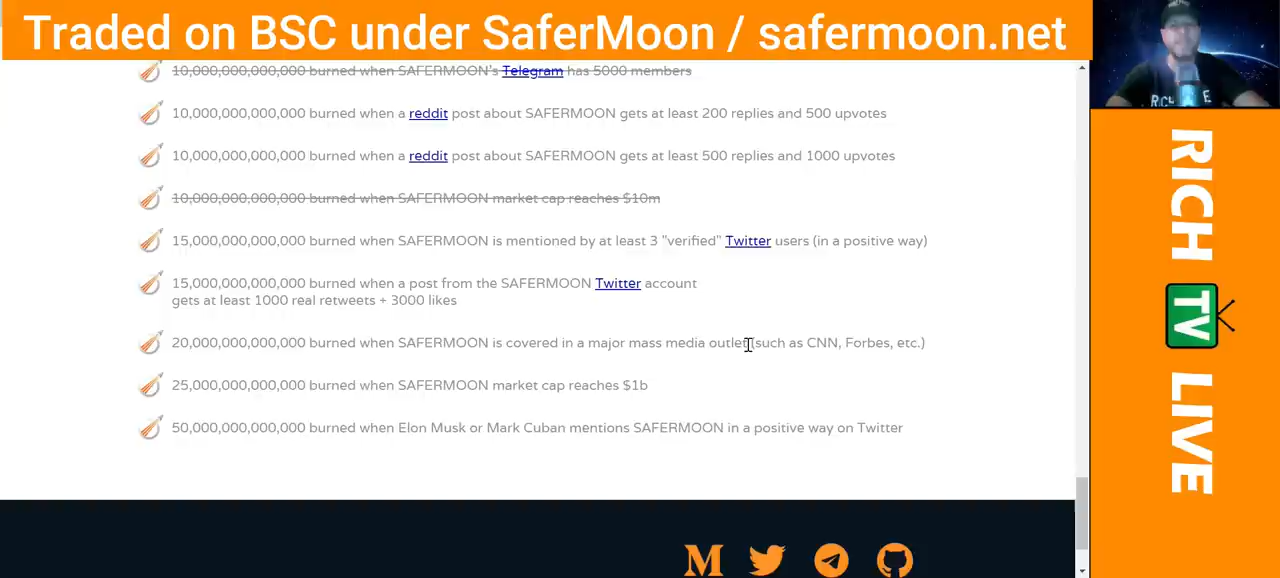 Traded on BSC under SaferMoon / safermoon.net
10,000,000,000,000 burned when SAFERMOON's Telegram has 5000 members
10,000,000,000,000 burned when a reddit post about SAFERMOON gets at least 200 replies and 500 upvotes
10,000,000,000,000 burned when a reddit post about SAFERMOON gets at least 500 replies and 1000 upvotes
10,000,000,000,000 burned when SAFERMOON market cap reaches $10m
15,000,000,000,000 burned when SAFERMOON is mentioned by at least 3 "verified" Twitter users (in a positive way)
15,000,000,000,000 burned when a post from the SAFERMOON Twitter account
gets at least 1000 real retweets + 3000 likes
20,000,000,000,000 burned when SAFERMOON is covered in a major mass media outlet (such as CNN, Forbes, etc.)
25,000,000,000,000 burned when SAFERMOON market cap reaches $1b
50,000,000,000,000 burned when Elon Musk or Mark Cuban mentions SAFERMOON in a positive way on Twitter
M
RICH TV LIVE